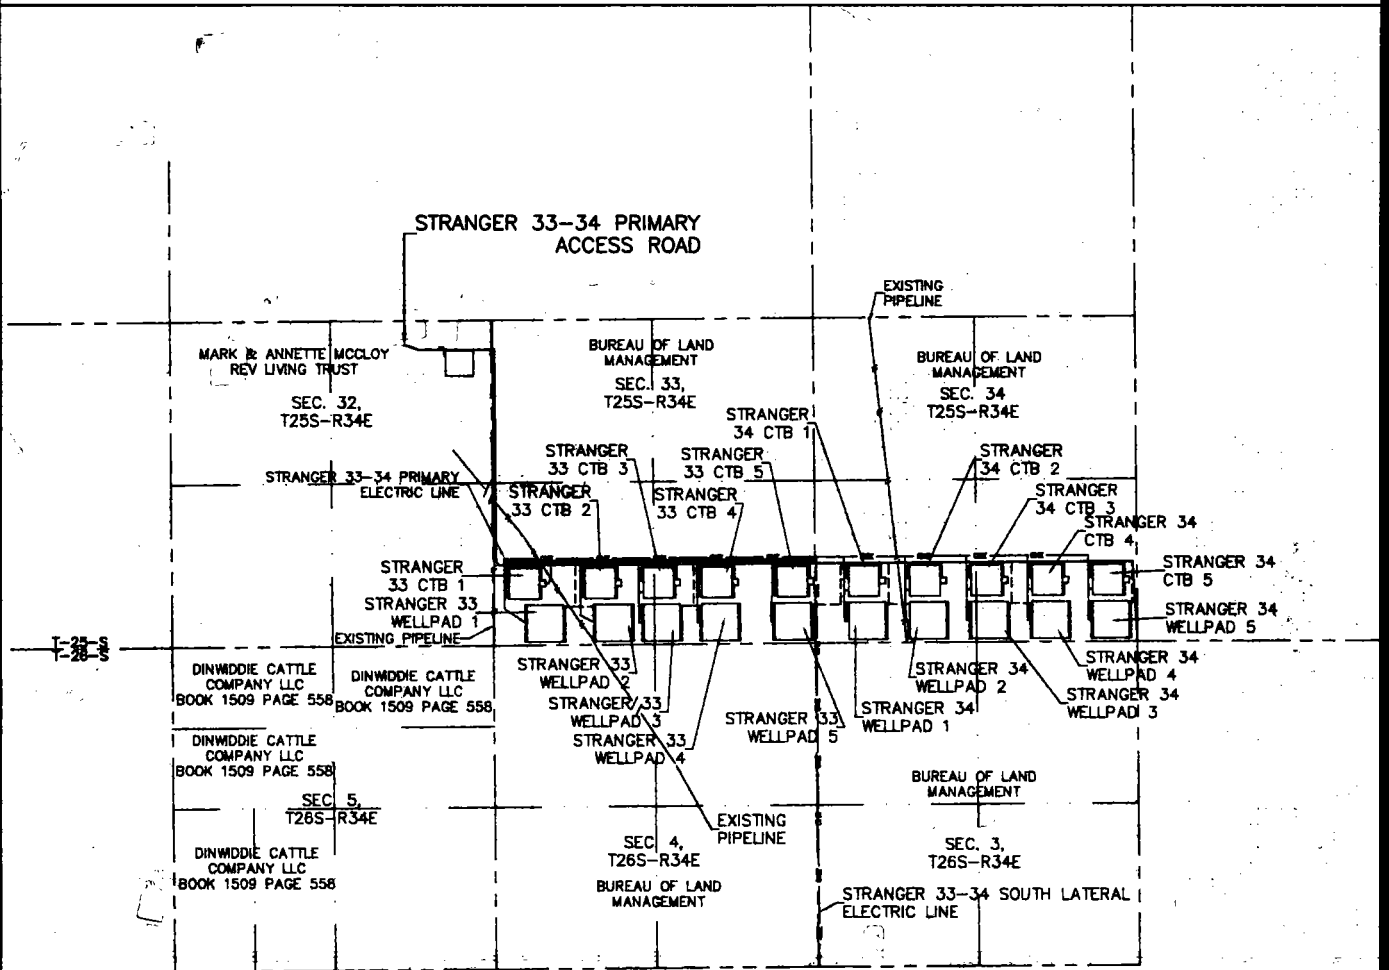 STRANGER 33-34 PRIMARY
ACCESS ROAD
EXISTING
PIPELINE
MARK & ANNETTE MCCLOY
REV LIVING TRUST
SEC. 32,
T25S-R34E
BUREAU OF LAND
MANAGEMENT
SEC. 33,
T25S-R34E
BUREAU OF LAND
MANAGEMENT
SEC. 34
T25S-R34E
STRANGER
34 CTB 1
STRANGER
33 CTB 3
STRANGER
33 CTB 5
STRANGER
34 CTB 2
STRANGER 33-34 PRIMARY
ELECTRIC LINE
STRANGER
33 CTB 2
STRANGER
33 CTB 4
STRANGER
34 CTB 3
STRANGER 34
CTB 4
STRANGER
33 CTB 1
STRANGER 34
CTB 5
STRANGER 33
WELLPAD 1
EXISTING PIPELINE
STRANGER 34
WELLPAD 5
T-25-S
T-26-S
DINWIDDIE CATTLE
COMPANY LLC
BOOK 1509 PAGE 558
DINWIDDIE CATTLE
COMPANY LLC
BOOK 1509 PAGE 558
STRANGER 33
WELLPAD 2
STRANGER 33
WELLPAD 3
STRANGER 33
WELLPAD 4
STRANGER 33
WELLPAD 5
STRANGER 34
WELLPAD 1
STRANGER 34
WELLPAD 2
STRANGER 34
WELLPAD 4
STRANGER 34
WELLPAD 3
DINWIDDIE CATTLE
COMPANY LLC
BOOK 1509 PAGE 558
SEC 5,
T26S-R34E
BUREAU OF LAND
MANAGEMENT
EXISTING
PIPELINE
SEC 4,
T26S-R34E
BUREAU OF LAND
MANAGEMENT
SEC. 3,
T26S-R34E
DINWIDDIE CATTLE
COMPANY LLC
BOOK 1509 PAGE 558
STRANGER 33-34 SOUTH LATERAL
ELECTRIC LINE